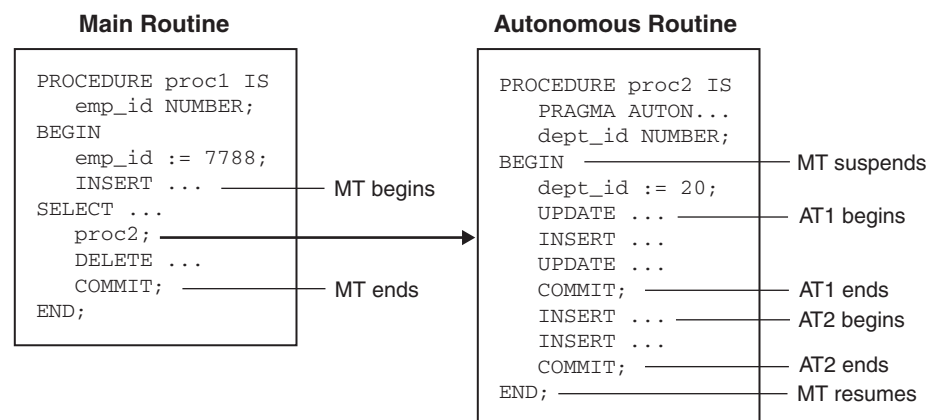 Main Routine
PROCEDURE proc1 IS
emp_id NUMBER;
BEGIN
emp_id := 7788;
INSERT ... MT begins
SELECT ...
proc2;
DELETE ...
COMMIT; MT ends
END;
Autonomous Routine
PROCEDURE proc2 IS
PRAGMA AUTON...
dept_id NUMBER;
BEGIN MT suspends
dept_id := 20;
UPDATE ... AT1 begins
INSERT ...
UPDATE ...
COMMIT; AT1 ends
INSERT ... AT2 begins
INSERT ...
COMMIT; AT2 ends
END; MT resumes